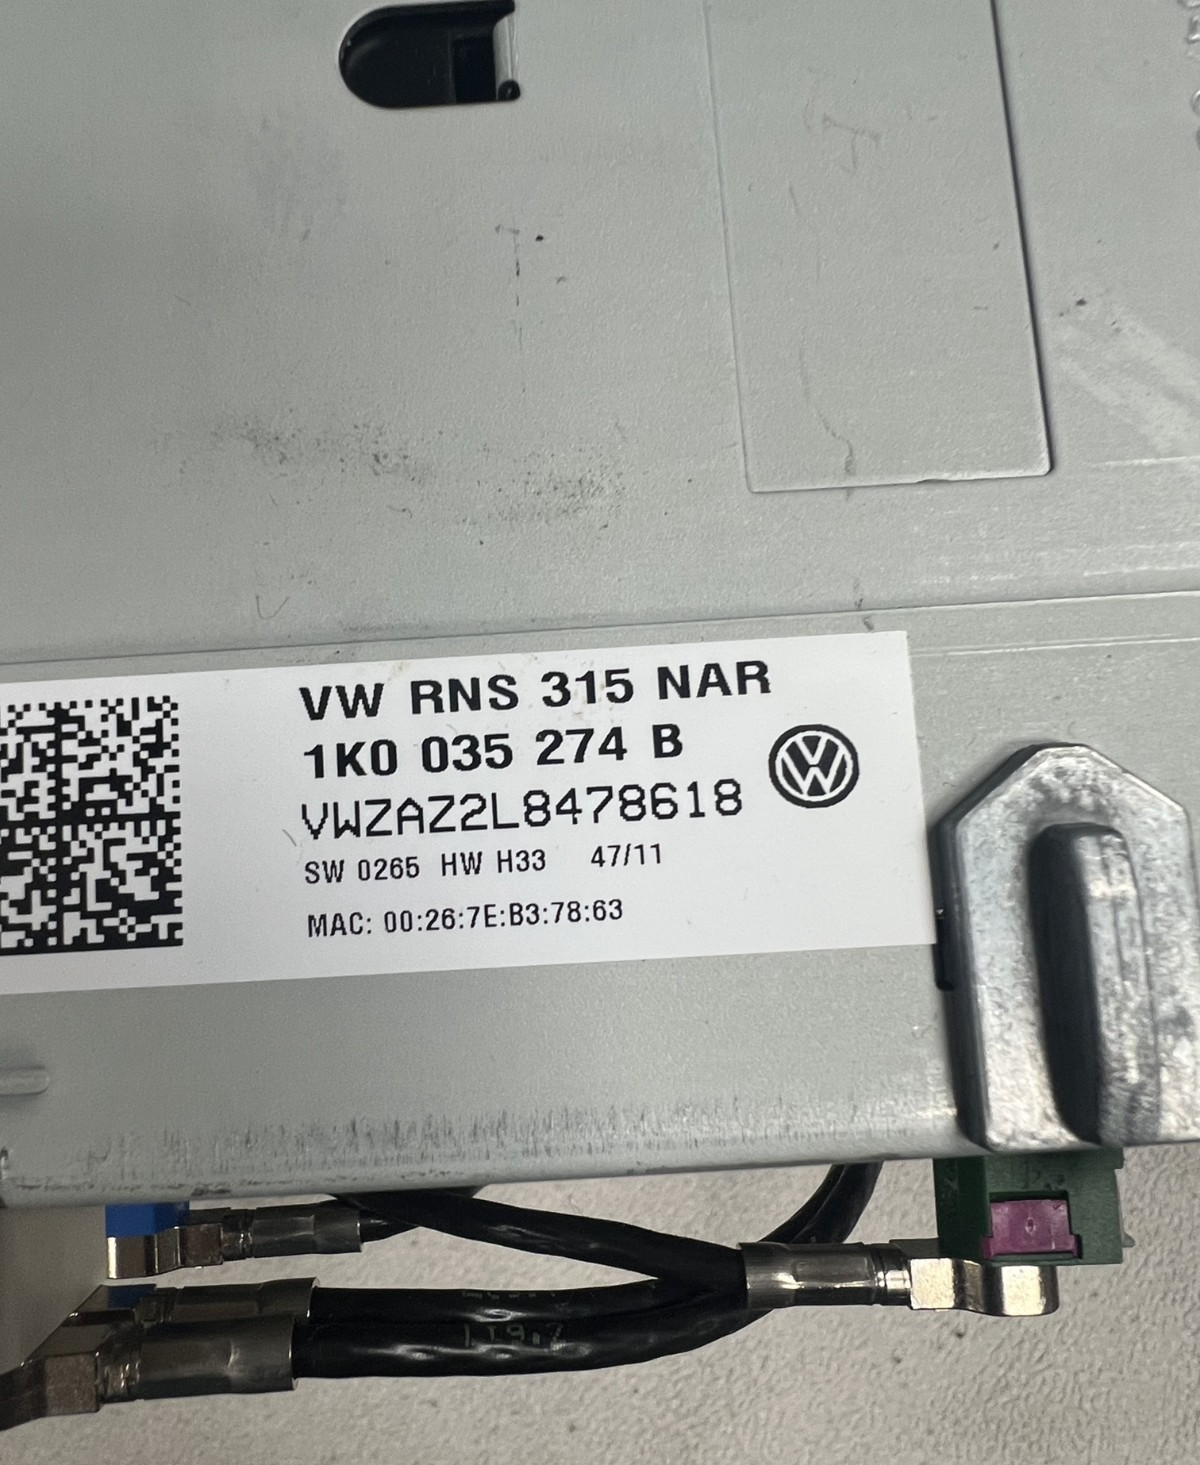 VW RNS 315 NAR
1K0 035 274 B
VWZAZ2L8478618
SW 0265 HW H33 47/11
MAC: 00:26:7E:B3:78:63